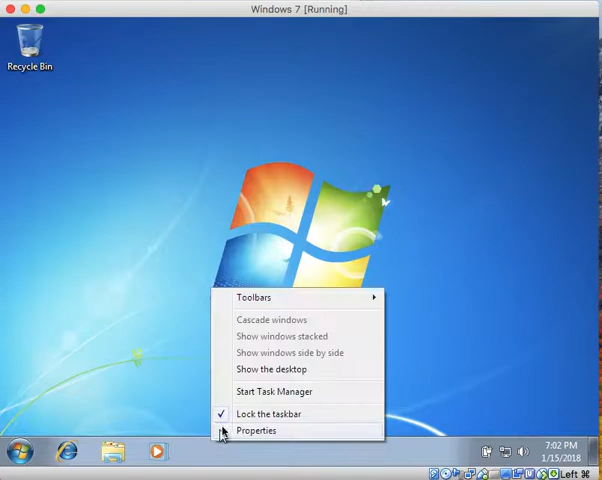 Windows 7 [Running]
Recycle Bin
Toolbars
Cascade windows
Show windows stacked
Show windows side by side
Show the desktop
Start Task Manager
Lock the taskbar
Properties
7:02 PM
1/15/2018
Left ⌘